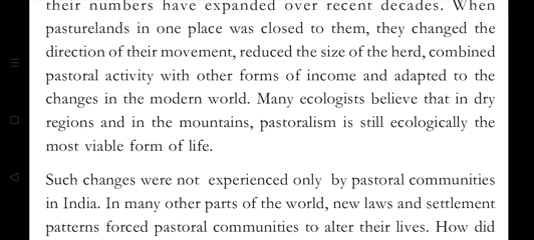 their numbers have expanded over recent decades. When
pasturelands in one place was closed to them, they changed the
direction of their movement, reduced the size of the herd, combined
pastoral activity with other forms of income and adapted to the
changes in the modern world. Many ecologists believe that in dry
regions and in the mountains, pastoralism is still ecologically the
most viable form of life.
Such changes were not experienced only by pastoral communities
in India. In many other parts of the world, new laws and settlement
patterns forced pastoral communities to alter their lives. How did